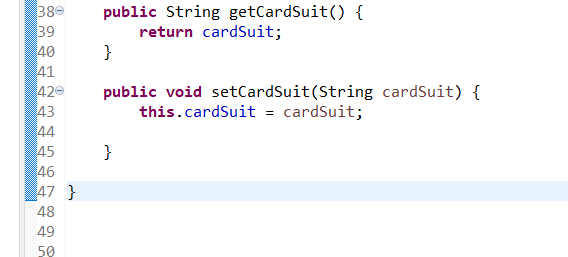 38 public String getCardSuit() {
39 return cardSuit;
40 }
41
42 public void setCardSuit(String cardSuit) {
43 this.cardSuit = cardSuit;
44
45 }
46
47 }
48
49
50